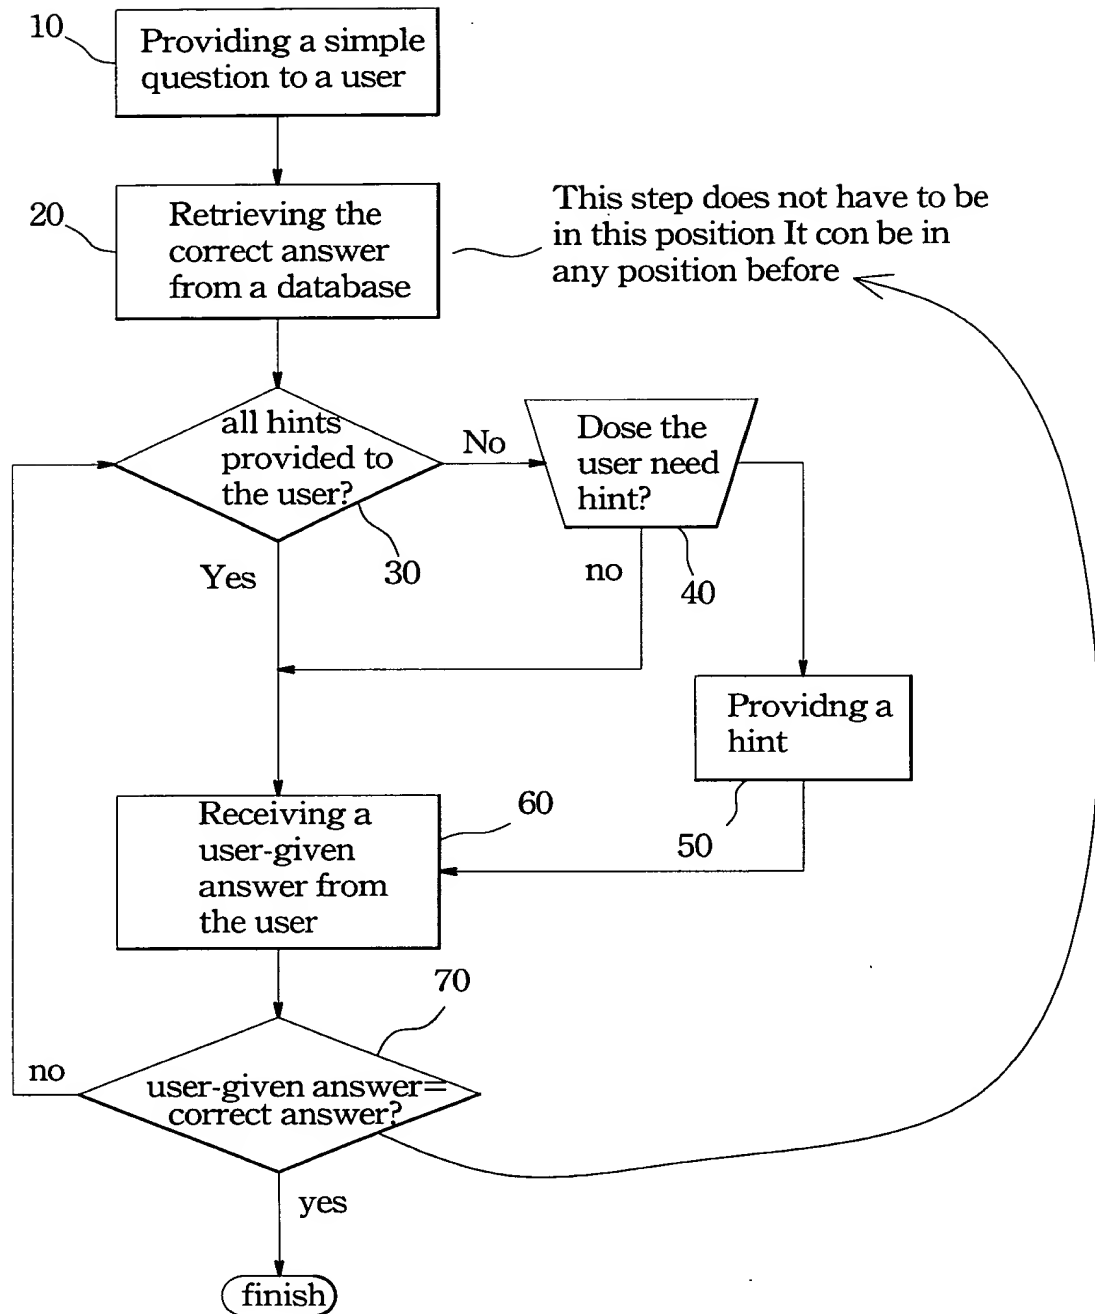 10
Providing a simple
question to a user
20
Retrieving the
correct answer
from a database
This step does not have to be
in this position It con be in
any position before
all hints
provided to
the user?
No
Dose the
user need
hint?
30
Yes
no
40
Providng a
hint
50
60
Receiving a
user-given
answer from
the user
70
no
user-given answer=
correct answer?
yes
finish